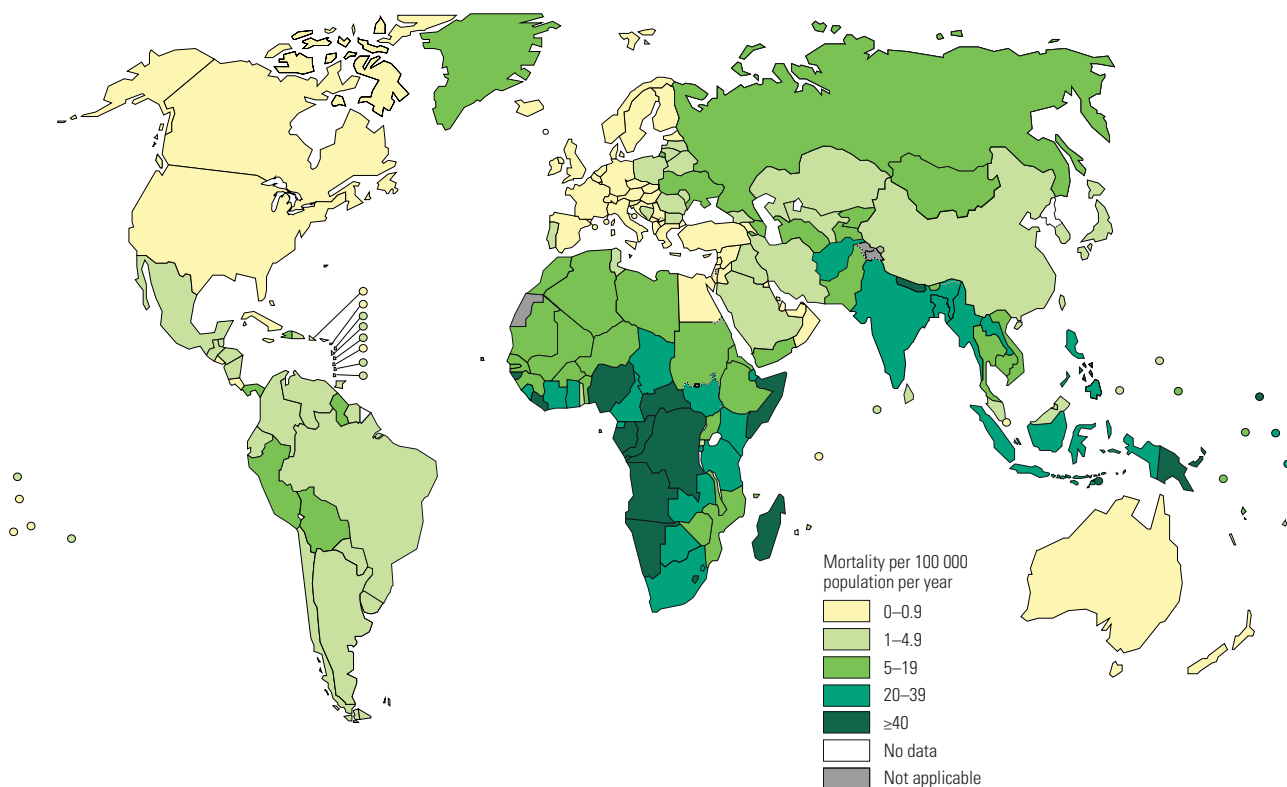 Mortality per 100 000
population per year
0–0.9
1–4.9
5–19
20–39
≥40
No data
Not applicable